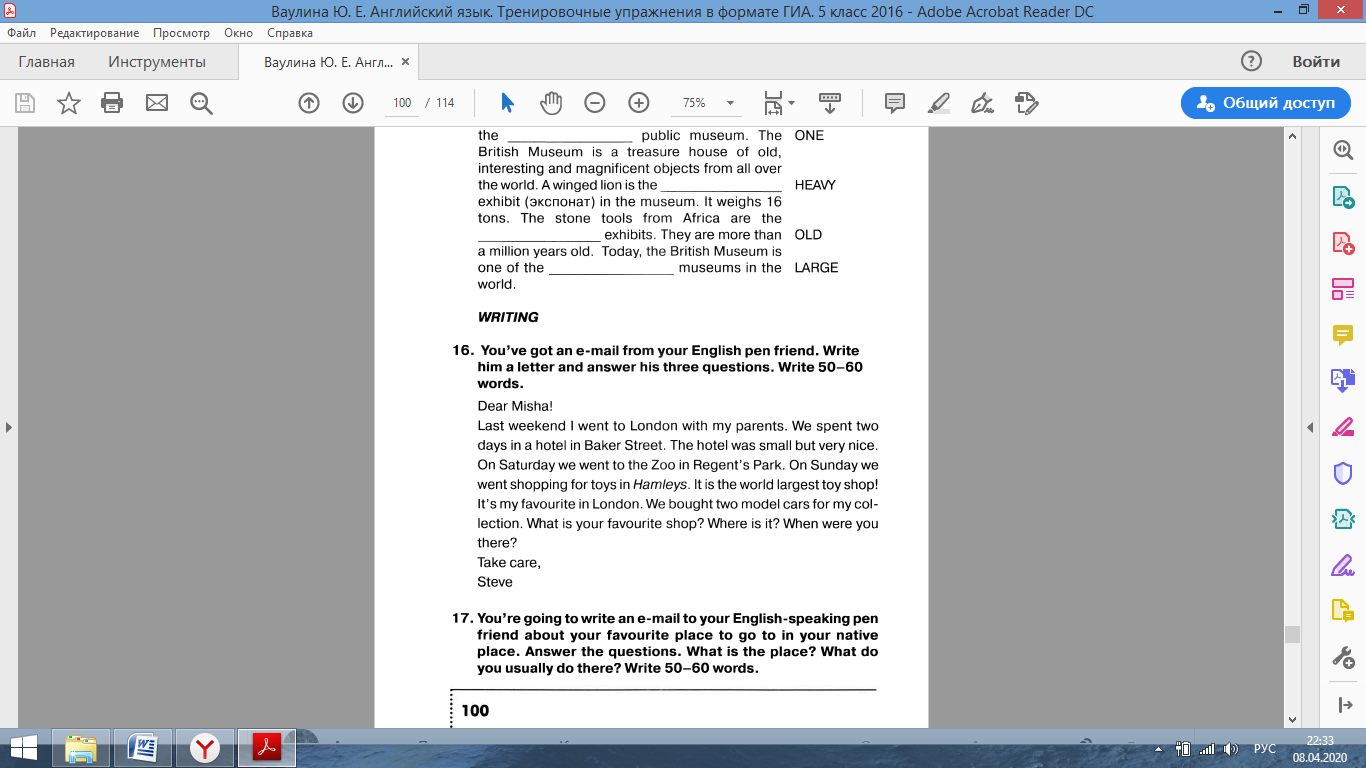 Ваулина Ю. Е. Английский язык. Тренировочные упражнения в формате ГИА. 5 класс 2016 - Adobe Acrobat Reader DC
Файл Редактирование Просмотр Окно Справка
Главная Инструменты Ваулина Ю. Е. Англ... × ? Войти
100 / 114 75% Общий доступ
the _________________ public museum. The ONE
British Museum is a treasure house of old,
interesting and magnificent objects from all over
the world. A winged lion is the _________________ HEAVY
exhibit (экспонат) in the museum. It weighs 16
tons. The stone tools from Africa are the
_________________ exhibits. They are more than OLD
a million years old. Today, the British Museum is
one of the _________________ museums in the LARGE
world.
WRITING
16. You've got an e-mail from your English pen friend. Write
him a letter and answer his three questions. Write 50–60
words.
Dear Misha!
Last weekend I went to London with my parents. We spent two
days in a hotel in Baker Street. The hotel was small but very nice.
On Saturday we went to the Zoo in Regent's Park. On Sunday we
went shopping for toys in Hamleys. It is the world largest toy shop!
It's my favourite in London. We bought two model cars for my col-
lection. What is your favourite shop? Where is it? When were you
there?
Take care,
Steve
17. You're going to write an e-mail to your English-speaking pen
friend about your favourite place to go to in your native
place. Answer the questions. What is the place? What do
you usually do there? Write 50–60 words.
100
РУС
22:33
08.04.2020